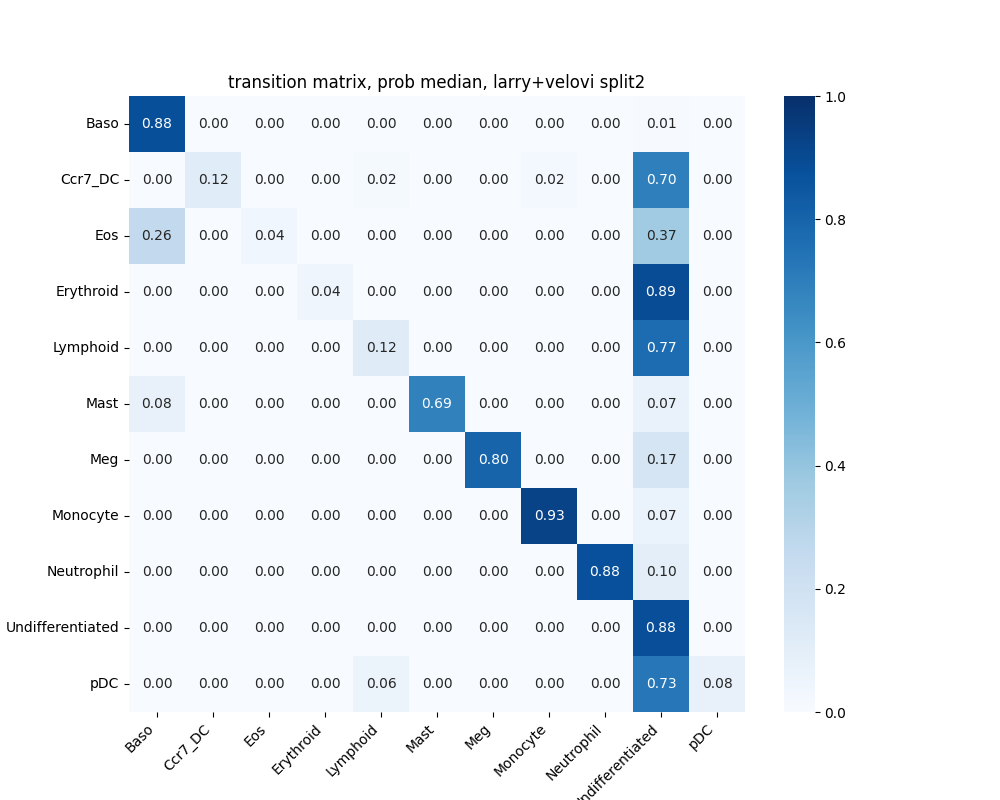 transition matrix, prob median, larry+velovi split2
Baso 0.88 0.00 0.00 0.00 0.00 0.00 0.00 0.00 0.00 0.01 0.00
Ccr7_DC 0.00 0.12 0.00 0.00 0.02 0.00 0.00 0.02 0.00 0.70 0.00
Eos 0.26 0.00 0.04 0.00 0.00 0.00 0.00 0.00 0.00 0.37 0.00
Erythroid 0.00 0.00 0.00 0.04 0.00 0.00 0.00 0.00 0.00 0.89 0.00
Lymphoid 0.00 0.00 0.00 0.00 0.12 0.00 0.00 0.00 0.00 0.77 0.00
Mast 0.08 0.00 0.00 0.00 0.00 0.69 0.00 0.00 0.00 0.07 0.00
Meg 0.00 0.00 0.00 0.00 0.00 0.00 0.80 0.00 0.00 0.17 0.00
Monocyte 0.00 0.00 0.00 0.00 0.00 0.00 0.00 0.93 0.00 0.07 0.00
Neutrophil 0.00 0.00 0.00 0.00 0.00 0.00 0.00 0.00 0.88 0.10 0.00
Undifferentiated 0.00 0.00 0.00 0.00 0.00 0.00 0.00 0.00 0.00 0.88 0.00
pDC 0.00 0.00 0.00 0.00 0.06 0.00 0.00 0.00 0.00 0.73 0.08
Baso Ccr7_DC Eos Erythroid Lymphoid Mast Meg Monocyte Neutrophil ndifferentiated pDC
1.0
0.8
0.6
0.4
0.2
0.0